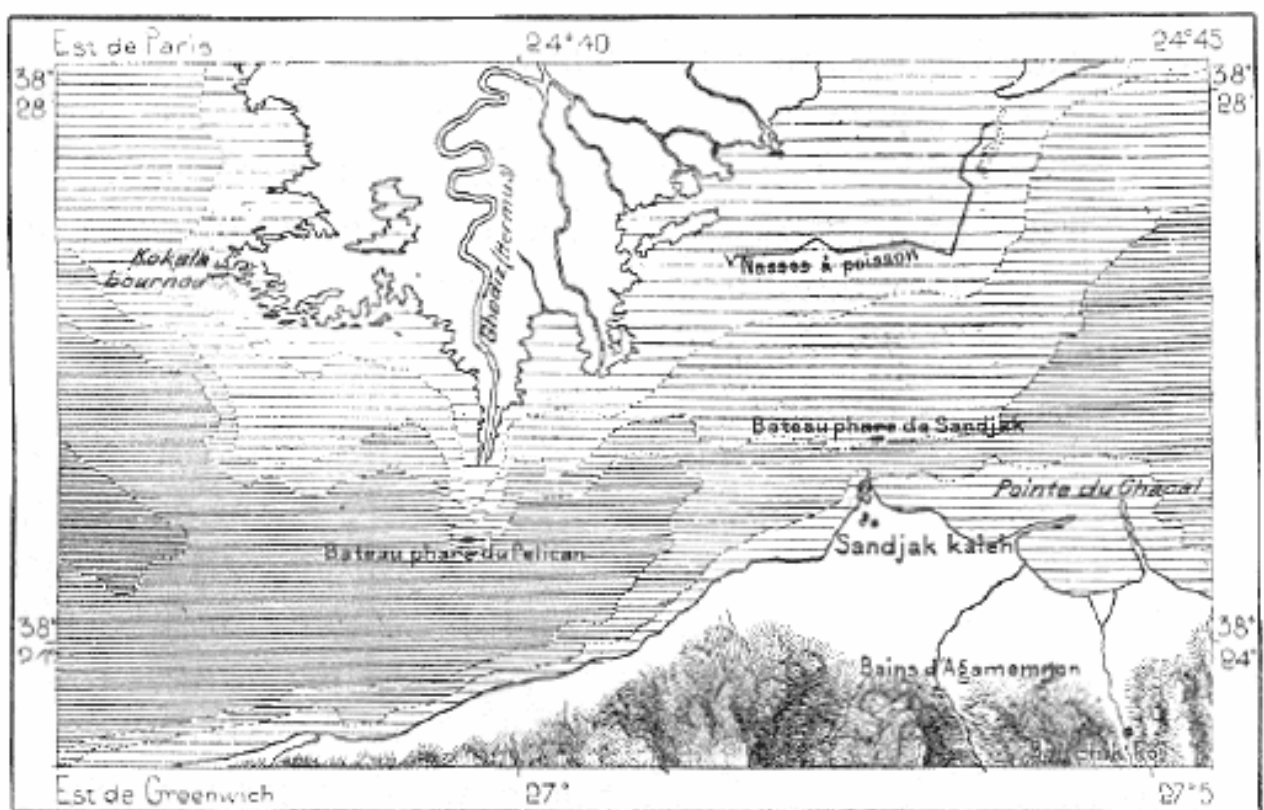 Est de Paris 24°40 24°45
38° 38°
28 28'
Kokala
bournou
Ghediz (Hermus)
Nasses à poisson
Bateau phare de Sandjak
Pointe du Chacal
Bateau phare du Pelican
Sandjak kaleh
38° 38°
24' 24'
Bains d'Agamemnon
Est de Greenwich 27° 27°5